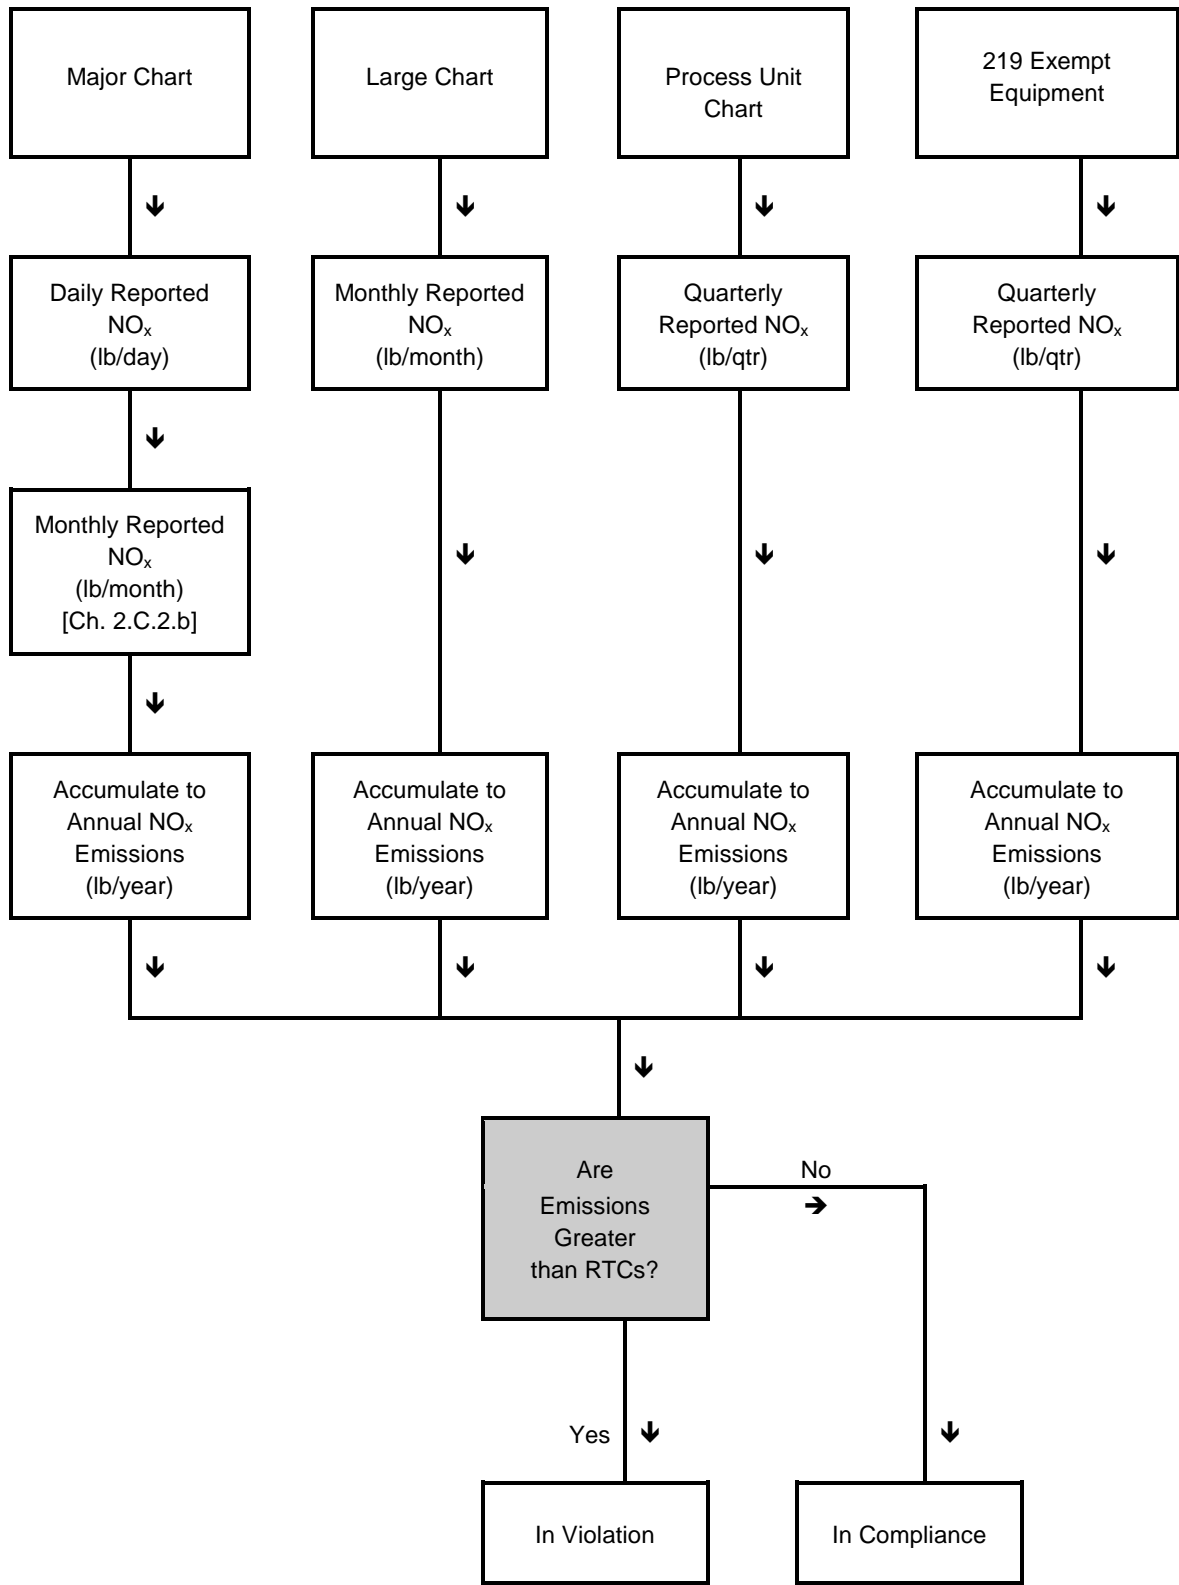 Major Chart
Large Chart
Process Unit
Chart
219 Exempt
Equipment
Daily Reported
NOₓ
(lb/day)
Monthly Reported
NOₓ
(lb/month)
Quarterly
Reported NOₓ
(lb/qtr)
Quarterly
Reported NOₓ
(lb/qtr)
Monthly Reported
NOₓ
(lb/month)
[Ch. 2.C.2.b]
Accumulate to
Annual NOₓ
Emissions
(lb/year)
Accumulate to
Annual NOₓ
Emissions
(lb/year)
Accumulate to
Annual NOₓ
Emissions
(lb/year)
Accumulate to
Annual NOₓ
Emissions
(lb/year)
Are
Emissions
Greater
than RTCs?
No
Yes
In Violation
In Compliance